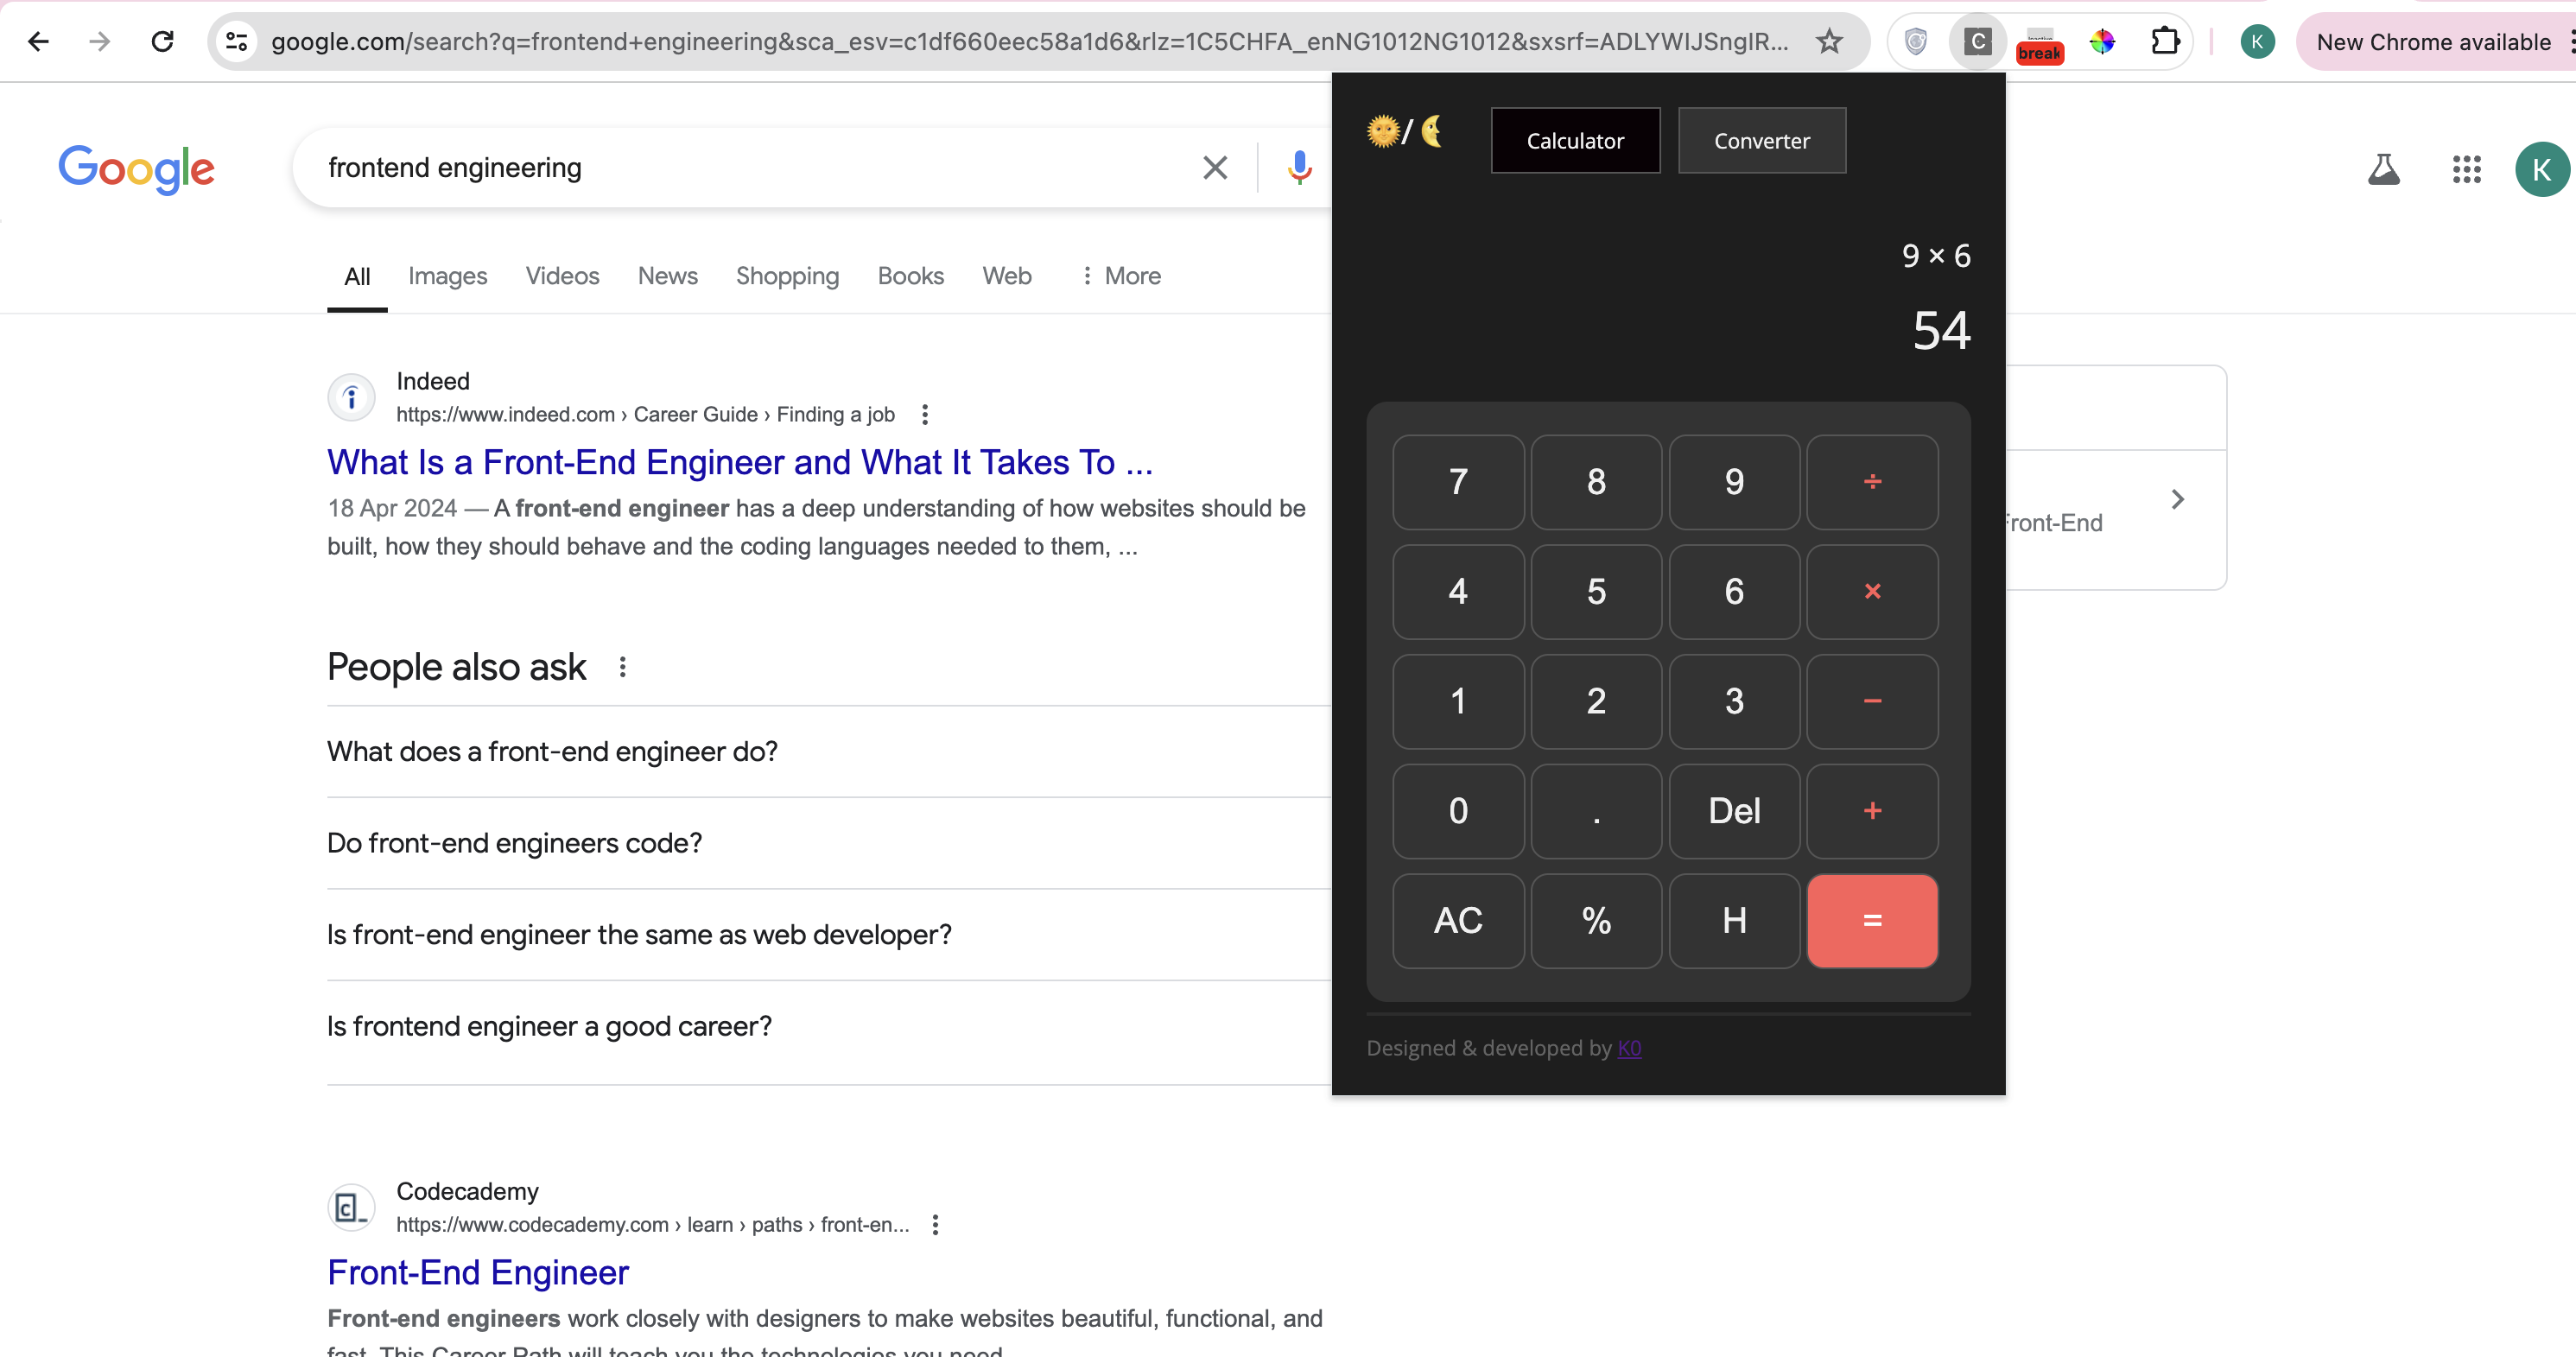 google.com/search?q=frontend+engineering&sca_esv=c1df660eec58a1d6&rlz=1C5CHFA_enNG1012NG1012&sxsrf=ADLYWIJSngIR...
C
break
K
New Chrome available
Google
frontend engineering
K
All
Images
Videos
News
Shopping
Books
Web
More
Indeed
https://www.indeed.com › Career Guide › Finding a job
What Is a Front-End Engineer and What It Takes To ...
18 Apr 2024 — A front-end engineer has a deep understanding of how websites should be
built, how they should behave and the coding languages needed to them, ...
People also ask
What does a front-end engineer do?
Do front-end engineers code?
Is front-end engineer the same as web developer?
Is frontend engineer a good career?
Codecademy
https://www.codecademy.com › learn › paths › front-en...
Front-End Engineer
Front-end engineers work closely with designers to make websites beautiful, functional, and
fast. This Career Path will teach you the technologies you need
/
Calculator
Converter
9 × 6
54
7 8 9 ÷
4 5 6 ×
1 2 3 −
0 . Del +
AC % H =
Designed & developed by K0
Front-End